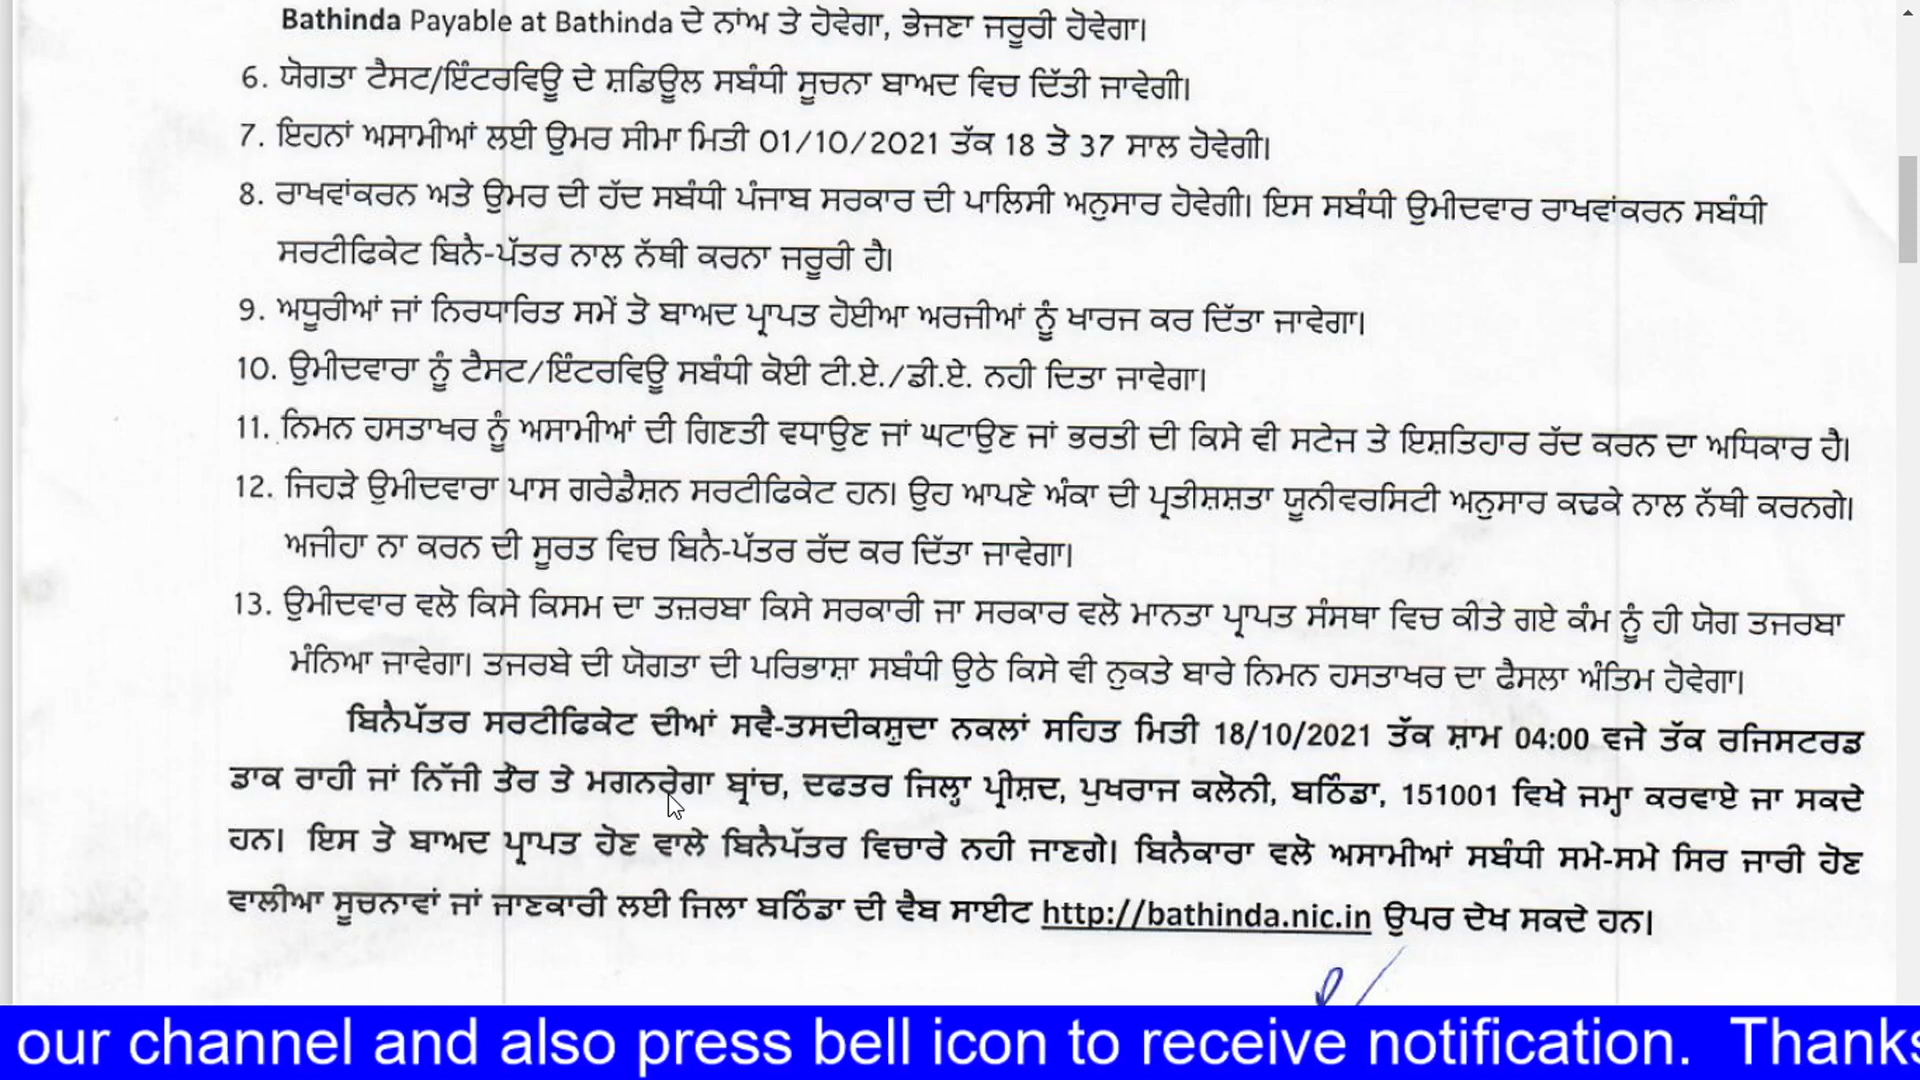 Bathinda Payable at Bathinda ਦੇ ਨਾਂਅ ਤੇ ਹੋਵੇਗਾ, ਭੇਜਣਾ ਜਰੂਰੀ ਹੋਵੇਗਾ।
6. ਯੋਗਤਾ ਟੈਸਟ/ਇੰਟਰਵਿਊ ਦੇ ਸ਼ਡਿਊਲ ਸਬੰਧੀ ਸੂਚਨਾ ਬਾਅਦ ਵਿਚ ਦਿੱਤੀ ਜਾਵੇਗੀ।
7. ਇਹਨਾਂ ਅਸਾਮੀਆਂ ਲਈ ਉਮਰ ਸੀਮਾ ਮਿਤੀ 01/10/2021 ਤੱਕ 18 ਤੋ 37 ਸਾਲ ਹੋਵੇਗੀ।
8. ਰਾਖਵਾਂਕਰਨ ਅਤੇ ਉਮਰ ਦੀ ਹੱਦ ਸਬੰਧੀ ਪੰਜਾਬ ਸਰਕਾਰ ਦੀ ਪਾਲਿਸੀ ਅਨੁਸਾਰ ਹੋਵੇਗੀ। ਇਸ ਸਬੰਧੀ ਉਮੀਦਵਾਰ ਰਾਖਵਾਂਕਰਨ ਸਬੰਧੀ
ਸਰਟੀਫਿਕੇਟ ਬਿਨੈ-ਪੱਤਰ ਨਾਲ ਨੱਥੀ ਕਰਨਾ ਜਰੂਰੀ ਹੈ।
9. ਅਧੂਰੀਆਂ ਜਾਂ ਨਿਰਧਾਰਿਤ ਸਮੇਂ ਤੋ ਬਾਅਦ ਪ੍ਰਾਪਤ ਹੋਈਆ ਅਰਜੀਆਂ ਨੂੰ ਖਾਰਜ ਕਰ ਦਿੱਤਾ ਜਾਵੇਗਾ।
10. ਉਮੀਦਵਾਰਾ ਨੂੰ ਟੈਸਟ/ਇੰਟਰਵਿਊ ਸਬੰਧੀ ਕੋਈ ਟੀ.ਏ./ਡੀ.ਏ. ਨਹੀ ਦਿਤਾ ਜਾਵੇਗਾ।
11. ਨਿਮਨ ਹਸਤਾਖਰ ਨੂੰ ਅਸਾਮੀਆਂ ਦੀ ਗਿਣਤੀ ਵਧਾਉਣ ਜਾਂ ਘਟਾਉਣ ਜਾਂ ਭਰਤੀ ਦੀ ਕਿਸੇ ਵੀ ਸਟੇਜ ਤੇ ਇਸ਼ਤਿਹਾਰ ਰੱਦ ਕਰਨ ਦਾ ਅਧਿਕਾਰ ਹੈ।
12. ਜਿਹੜੇ ਉਮੀਦਵਾਰਾ ਪਾਸ ਗਰੇਡੈਸ਼ਨ ਸਰਟੀਫਿਕੇਟ ਹਨ। ਉਹ ਆਪਣੇ ਅੰਕਾ ਦੀ ਪ੍ਰਤੀਸ਼ਸ਼ਤਾ ਯੂਨੀਵਰਸਿਟੀ ਅਨੁਸਾਰ ਕਢਕੇ ਨਾਲ ਨੱਥੀ ਕਰਨਗੇ।
ਅਜੀਹਾ ਨਾ ਕਰਨ ਦੀ ਸੂਰਤ ਵਿਚ ਬਿਨੈ-ਪੱਤਰ ਰੱਦ ਕਰ ਦਿੱਤਾ ਜਾਵੇਗਾ।
13. ਉਮੀਦਵਾਰ ਵਲੋ ਕਿਸੇ ਕਿਸਮ ਦਾ ਤਜ਼ਰਬਾ ਕਿਸੇ ਸਰਕਾਰੀ ਜਾ ਸਰਕਾਰ ਵਲੋ ਮਾਨਤਾ ਪ੍ਰਾਪਤ ਸੰਸਥਾ ਵਿਚ ਕੀਤੇ ਗਏ ਕੰਮ ਨੂੰ ਹੀ ਯੋਗ ਤਜਰਬਾ
ਮੰਨਿਆ ਜਾਵੇਗਾ। ਤਜਰਬੇ ਦੀ ਯੋਗਤਾ ਦੀ ਪਰਿਭਾਸ਼ਾ ਸਬੰਧੀ ਉਠੇ ਕਿਸੇ ਵੀ ਨੁਕਤੇ ਬਾਰੇ ਨਿਮਨ ਹਸਤਾਖਰ ਦਾ ਫੈਸਲਾ ਅੰਤਿਮ ਹੋਵੇਗਾ।
ਬਿਨੈਪੱਤਰ ਸਰਟੀਫਿਕੇਟ ਦੀਆਂ ਸਵੈ-ਤਸਦੀਕਸ਼ੁਦਾ ਨਕਲਾਂ ਸਹਿਤ ਮਿਤੀ 18/10/2021 ਤੱਕ ਸ਼ਾਮ 04:00 ਵਜੇ ਤੱਕ ਰਜਿਸਟਰਡ
ਡਾਕ ਰਾਹੀ ਜਾਂ ਨਿੱਜੀ ਤੌਰ ਤੇ ਮਗਨਰੇਗਾ ਬ੍ਰਾਂਚ, ਦਫਤਰ ਜਿਲ੍ਹਾ ਪ੍ਰੀਸ਼ਦ, ਪੁਖਰਾਜ ਕਲੋਨੀ, ਬਠਿੰਡਾ, 151001 ਵਿਖੇ ਜਮ੍ਹਾ ਕਰਵਾਏ ਜਾ ਸਕਦੇ
ਹਨ। ਇਸ ਤੋ ਬਾਅਦ ਪ੍ਰਾਪਤ ਹੋਣ ਵਾਲੇ ਬਿਨੈਪੱਤਰ ਵਿਚਾਰੇ ਨਹੀ ਜਾਣਗੇ। ਬਿਨੈਕਾਰਾ ਵਲੋ ਅਸਾਮੀਆਂ ਸਬੰਧੀ ਸਮੇ-ਸਮੇ ਸਿਰ ਜਾਰੀ ਹੋਣ
ਵਾਲੀਆ ਸੂਚਨਾਵਾਂ ਜਾਂ ਜਾਣਕਾਰੀ ਲਈ ਜਿਲਾ ਬਠਿੰਡਾ ਦੀ ਵੈਬ ਸਾਈਟ http://bathinda.nic.in ਉਪਰ ਦੇਖ ਸਕਦੇ ਹਨ।
our channel and also press bell icon to receive notification. Thanks